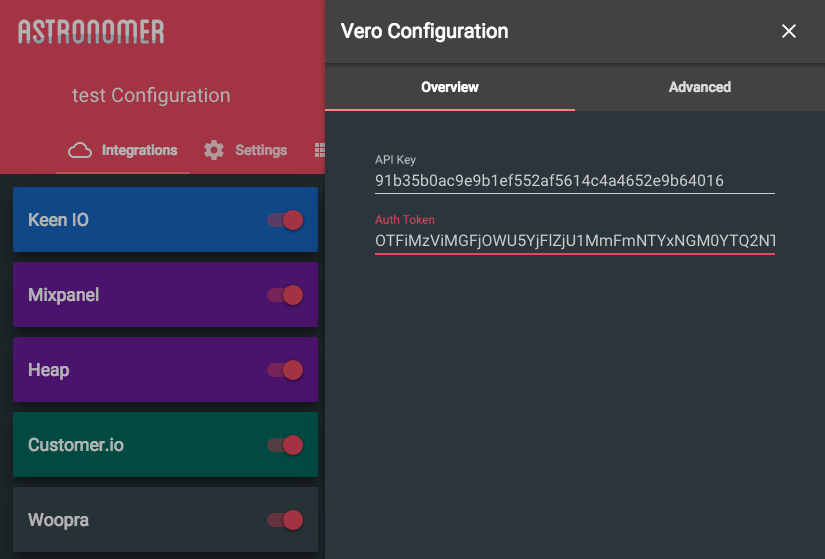 ASTRONOMER
test Configuration
Integrations
Settings
Keen IO
Mixpanel
Heap
Customer.io
Woopra
Vero Configuration
Overview
Advanced
API Key
91b35b0ac9e9b1ef552af5614c4a4652e9b64016
Auth Token
OTFiMzViMGFjOWU5YjFlZjU1MmFmNTYxNGM0YTQ2NT